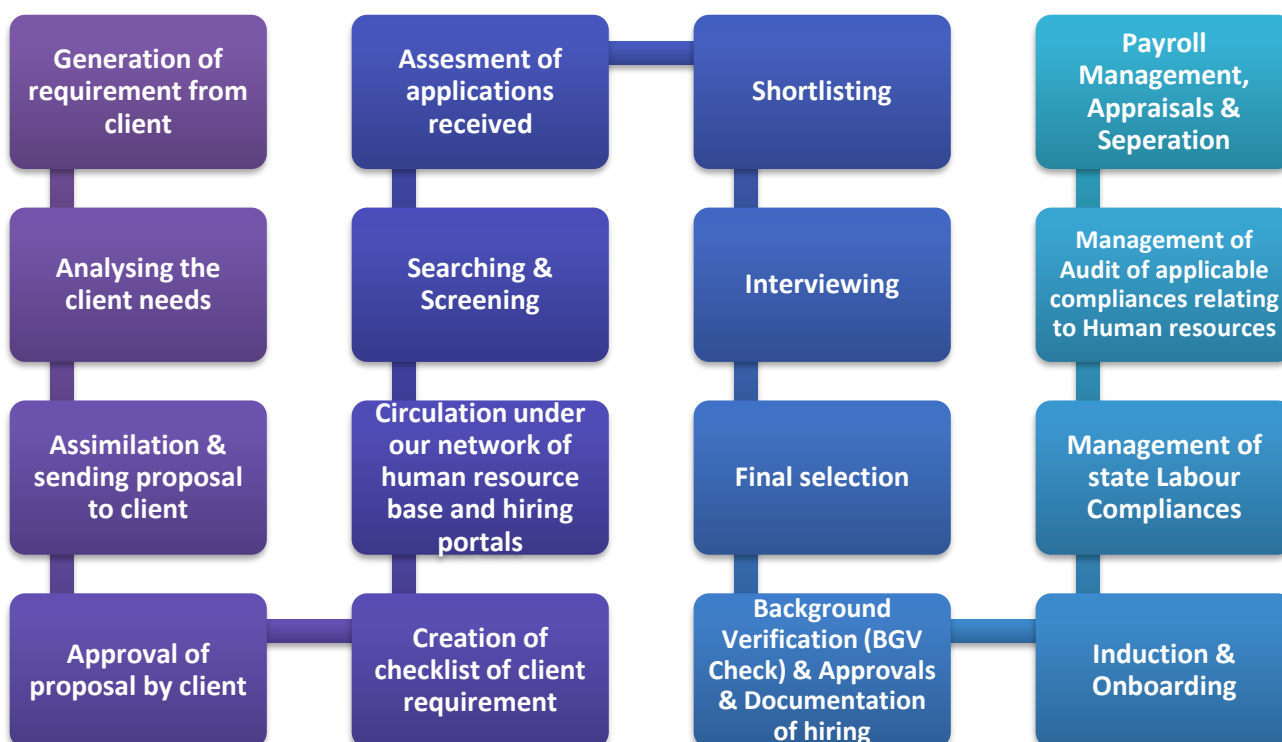 Generation of
requirement from
client
Analysing the
client needs
Assimilation &
sending proposal
to client
Approval of
proposal by client
Creation of
checklist of client
requirement
Circulation under
our network of
human resource
base and hiring
portals
Searching &
Screening
Assesment of
applications
received
Shortlisting
Interviewing
Final selection
Background
Verification (BGV
Check) & Approvals
& Documentation
of hiring
Induction &
Onboarding
Management of
state Labour
Compliances
Management of
Audit of applicable
compliances relating
to Human resources
Payroll
Management,
Appraisals &
Seperation